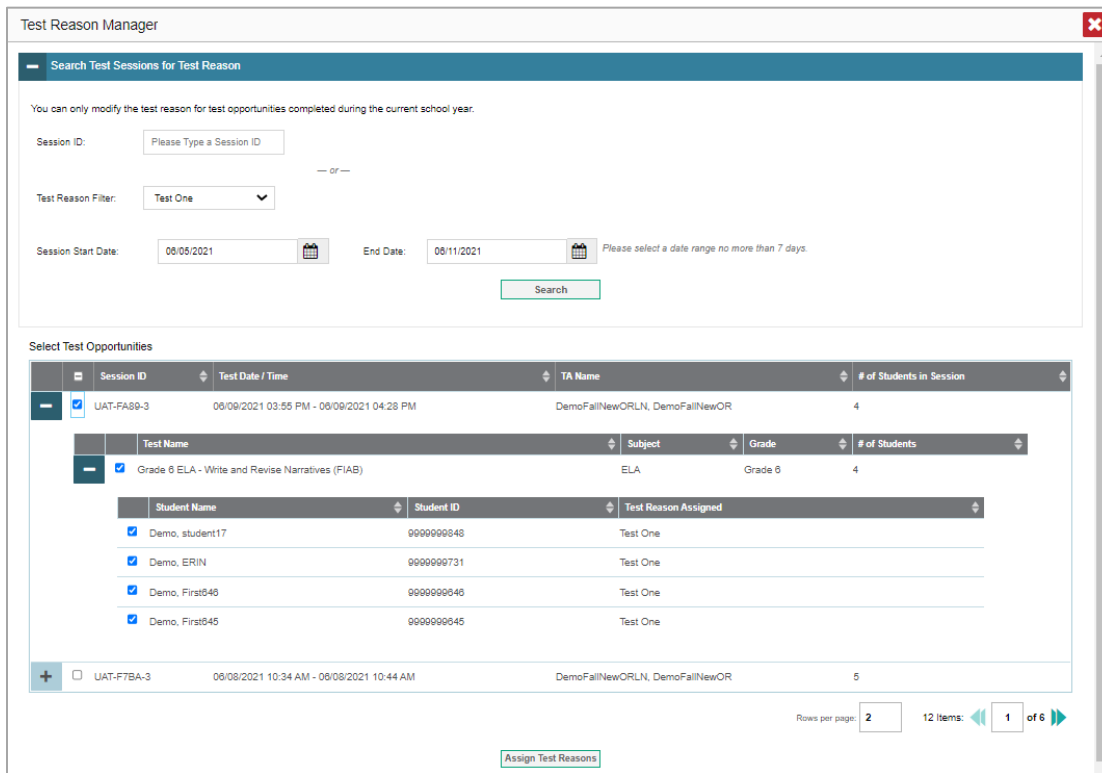 Test Reason Manager
Search Test Sessions for Test Reason
You can only modify the test reason for test opportunities completed during the current school year.
Session ID: Please Type a Session ID
— or —
Test Reason Filter: Test One
Session Start Date: 06/05/2021 End Date: 06/11/2021 Please select a date range no more than 7 days.
Search
Select Test Opportunities
Session ID Test Date / Time TA Name # of Students in Session
UAT-FA89-3 06/09/2021 03:55 PM - 06/09/2021 04:28 PM DemoFallNewORLN, DemoFallNewOR 4
Test Name Subject Grade # of Students
Grade 6 ELA - Write and Revise Narratives (FIAB) ELA Grade 6 4
Student Name Student ID Test Reason Assigned
Demo, student17 9999999848 Test One
Demo, ERIN 9999999731 Test One
Demo, First646 9999999646 Test One
Demo, First645 9999999645 Test One
UAT-F7BA-3 06/08/2021 10:34 AM - 06/08/2021 10:44 AM DemoFallNewORLN, DemoFallNewOR 5
Rows per page: 2 12 Items: 1 of 6
Assign Test Reasons